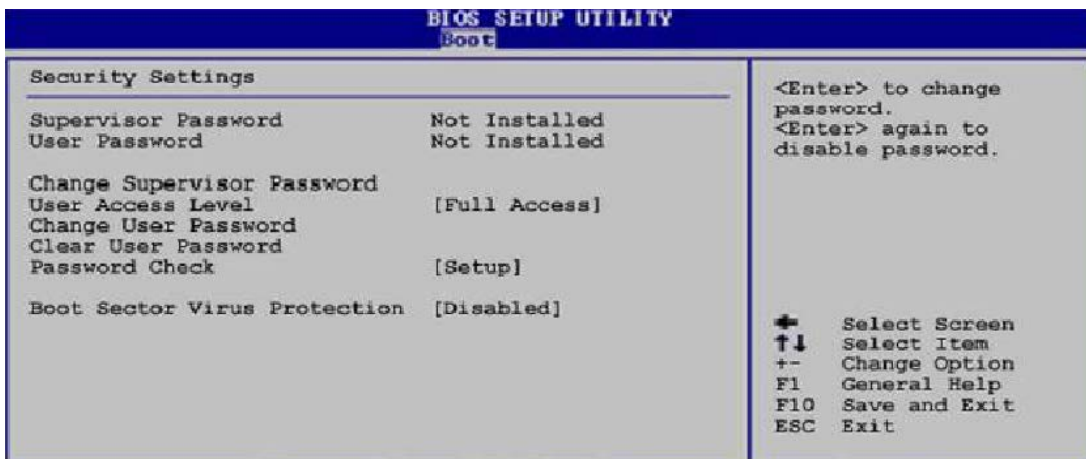 BIOS SETUP UTILITY
Boot
Security Settings
Supervisor Password Not Installed
User Password Not Installed
Change Supervisor Password
User Access Level [Full Access]
Change User Password
Clear User Password
Password Check [Setup]
Boot Sector Virus Protection [Disabled]
<Enter> to change
password.
<Enter> again to
disable password.
← Select Screen
↑↓ Select Item
+- Change Option
F1 General Help
F10 Save and Exit
ESC Exit